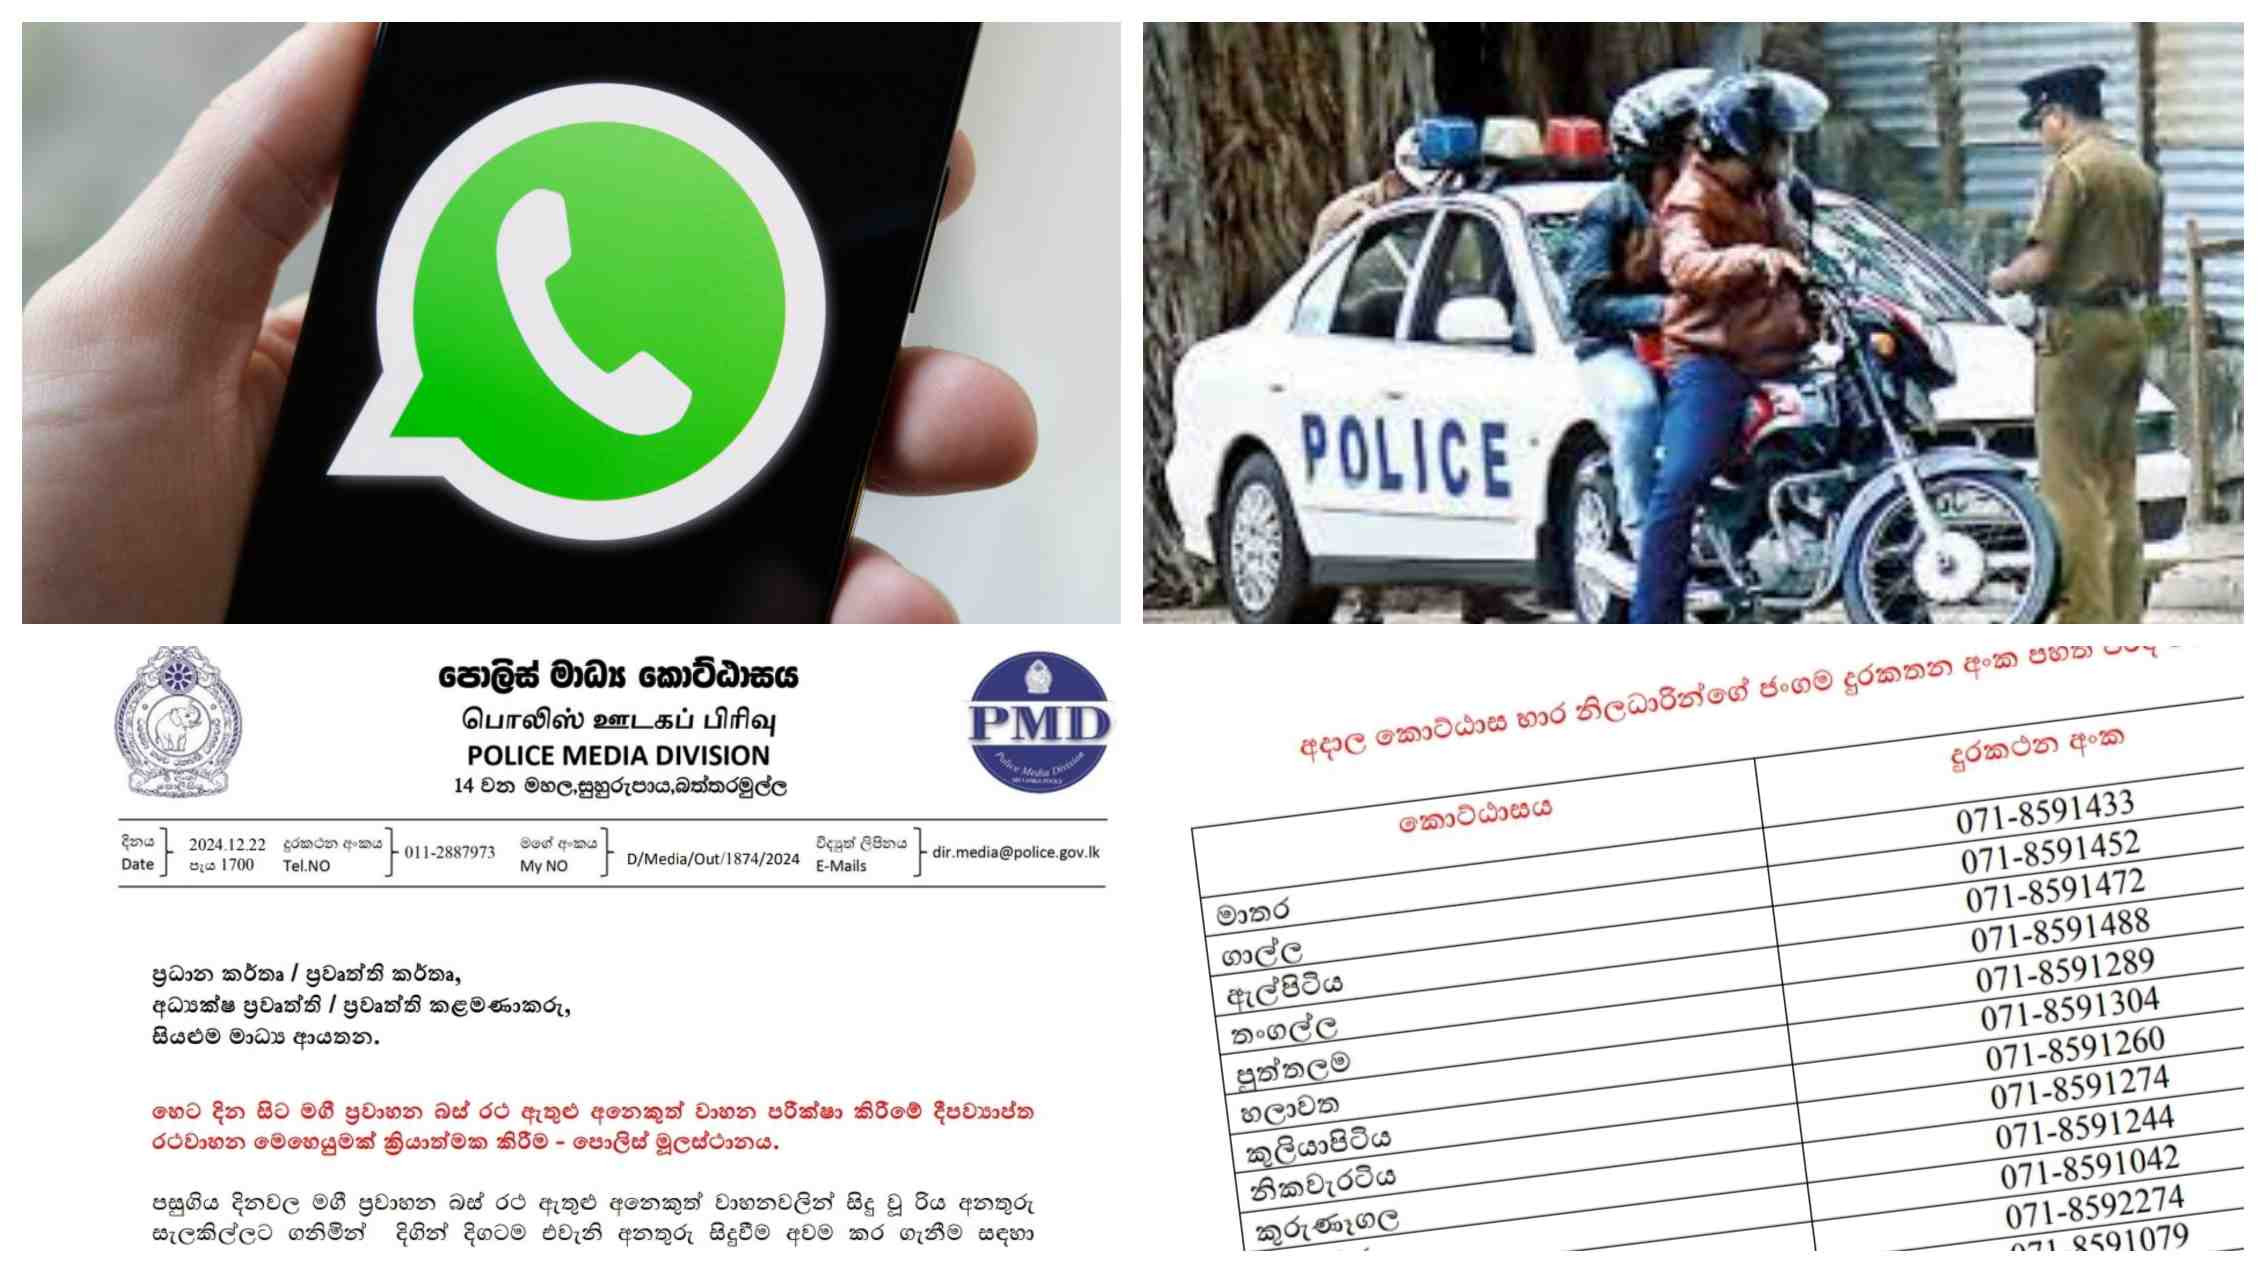 POLICE
පොලිස් මාධ්‍ය කොට්ඨාසය
பொலிஸ் ஊடகப் பிரிவு
POLICE MEDIA DIVISION
14 වන මහල,සුහුරුපාය,බත්තරමුල්ල
පොලිසිය
PMD
Police Media Division
දිනය
Date
2024.12.22
පැය 1700
දුරකථන අංකය
Tel.NO
011-2887973
මගේ අංකය
My NO
D/Media/Out/1874/2024
විද්‍යුත් ලිපිනය
E-Mails
dir.media@police.gov.lk
ප්‍රධාන කර්තෘ / ප්‍රවෘත්ති කර්තෘ,
අධ්‍යක්ෂ ප්‍රවෘත්ති / ප්‍රවෘත්ති කළමණාකරු,
සියළුම මාධ්‍ය ආයතන.
හෙට දින සිට මගී ප්‍රවාහන බස් රථ ඇතුළු අනෙකුත් වාහන පරීක්ෂා කිරීමේ දීපව්‍යාප්ත
රථවාහන මෙහෙයුමක් ක්‍රියාත්මක කිරීම – පොලිස් මූලස්ථානය.
පසුගිය දිනවල මගී ප්‍රවාහන බස් රථ ඇතුළු අනෙකුත් වාහනවලින් සිදු වූ රිය අනතුරු
සැලකිල්ලට ගනිමින් දිගින් දිගටම එවැනි අනතුරු සිදුවීම අවම කර ගැනීම සඳහා
අදාල කොට්ඨාස භාර නිලධාරින්ගේ ජංගම දුරකතන අංක පහත
කොට්ඨාසය
දුරකථන අංක
071-8591433
මාතර
071-8591452
ගාල්ල
071-8591472
ඇල්පිටිය
071-8591488
තංගල්ල
071-8591289
පුත්තලම
071-8591304
හලාවත
071-8591260
කුලියාපිටිය
071-8591274
නිකවැරටිය
071-8591244
කුරුණෑගල
071-8591042
071-8592274
071-8591079